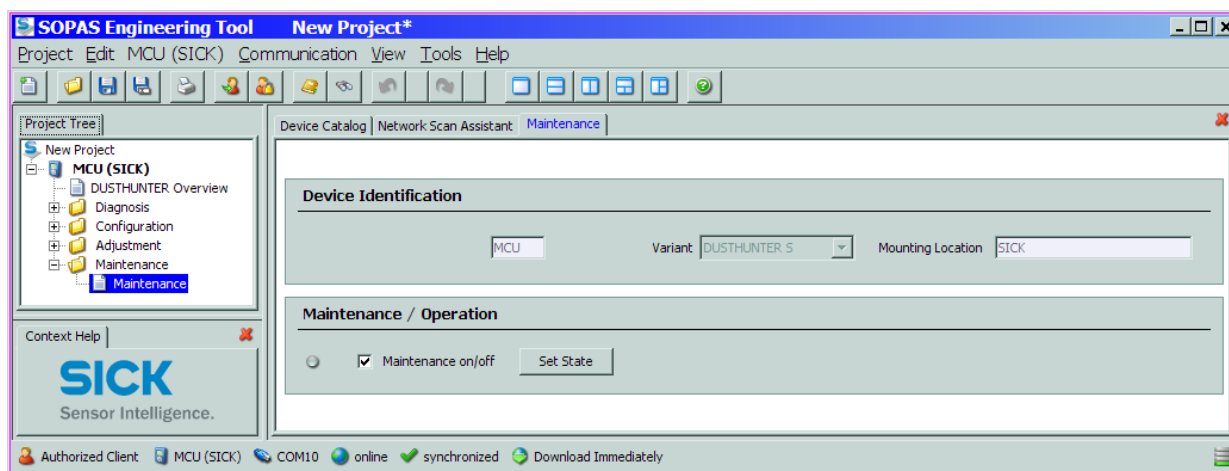 SOPAS Engineering Tool New Project*
Project Edit MCU (SICK) Communication View Tools Help
Project Tree
New Project
MCU (SICK)
DUSTHUNTER Overview
Diagnosis
Configuration
Adjustment
Maintenance
Maintenance
Context Help
SICK
Sensor Intelligence.
Device Catalog Network Scan Assistant Maintenance
Device Identification
MCU Variant DUSTHUNTER S Mounting Location SICK
Maintenance / Operation
Maintenance on/off Set State
Authorized Client MCU (SICK) COM10 online synchronized Download Immediately